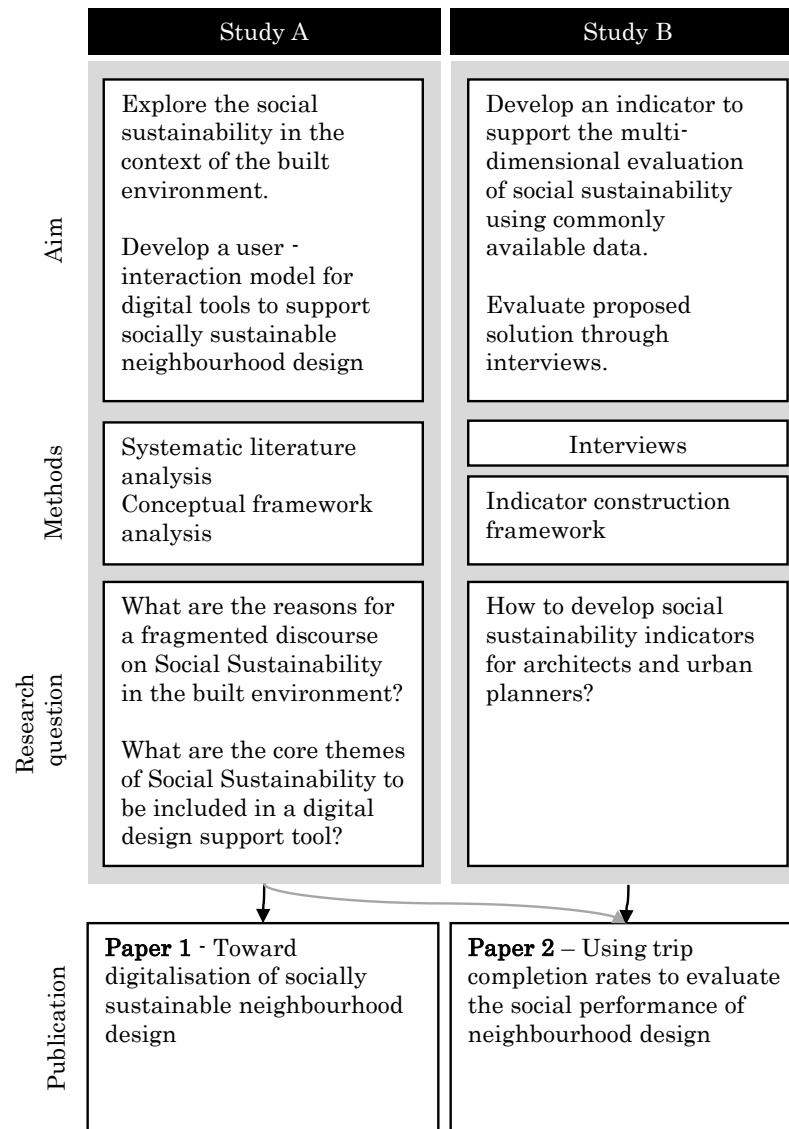 Study A
Study B
Aim
Explore the social
sustainability in the
context of the built
environment.
Develop a user -
interaction model for
digital tools to support
socially sustainable
neighbourhood design
Develop an indicator to
support the multi-
dimensional evaluation
of social sustainability
using commonly
available data.
Evaluate proposed
solution through
interviews.
Methods
Systematic literature
analysis
Conceptual framework
analysis
Interviews
Indicator construction
framework
Research
question
What are the reasons for
a fragmented discourse
on Social Sustainability
in the built environment?
What are the core themes
of Social Sustainability to
be included in a digital
design support tool?
How to develop social
sustainability indicators
for architects and urban
planners?
Publication
Paper 1 - Toward
digitalisation of socially
sustainable neighbourhood
design
Paper 2 – Using trip
completion rates to evaluate
the social performance of
neighbourhood design